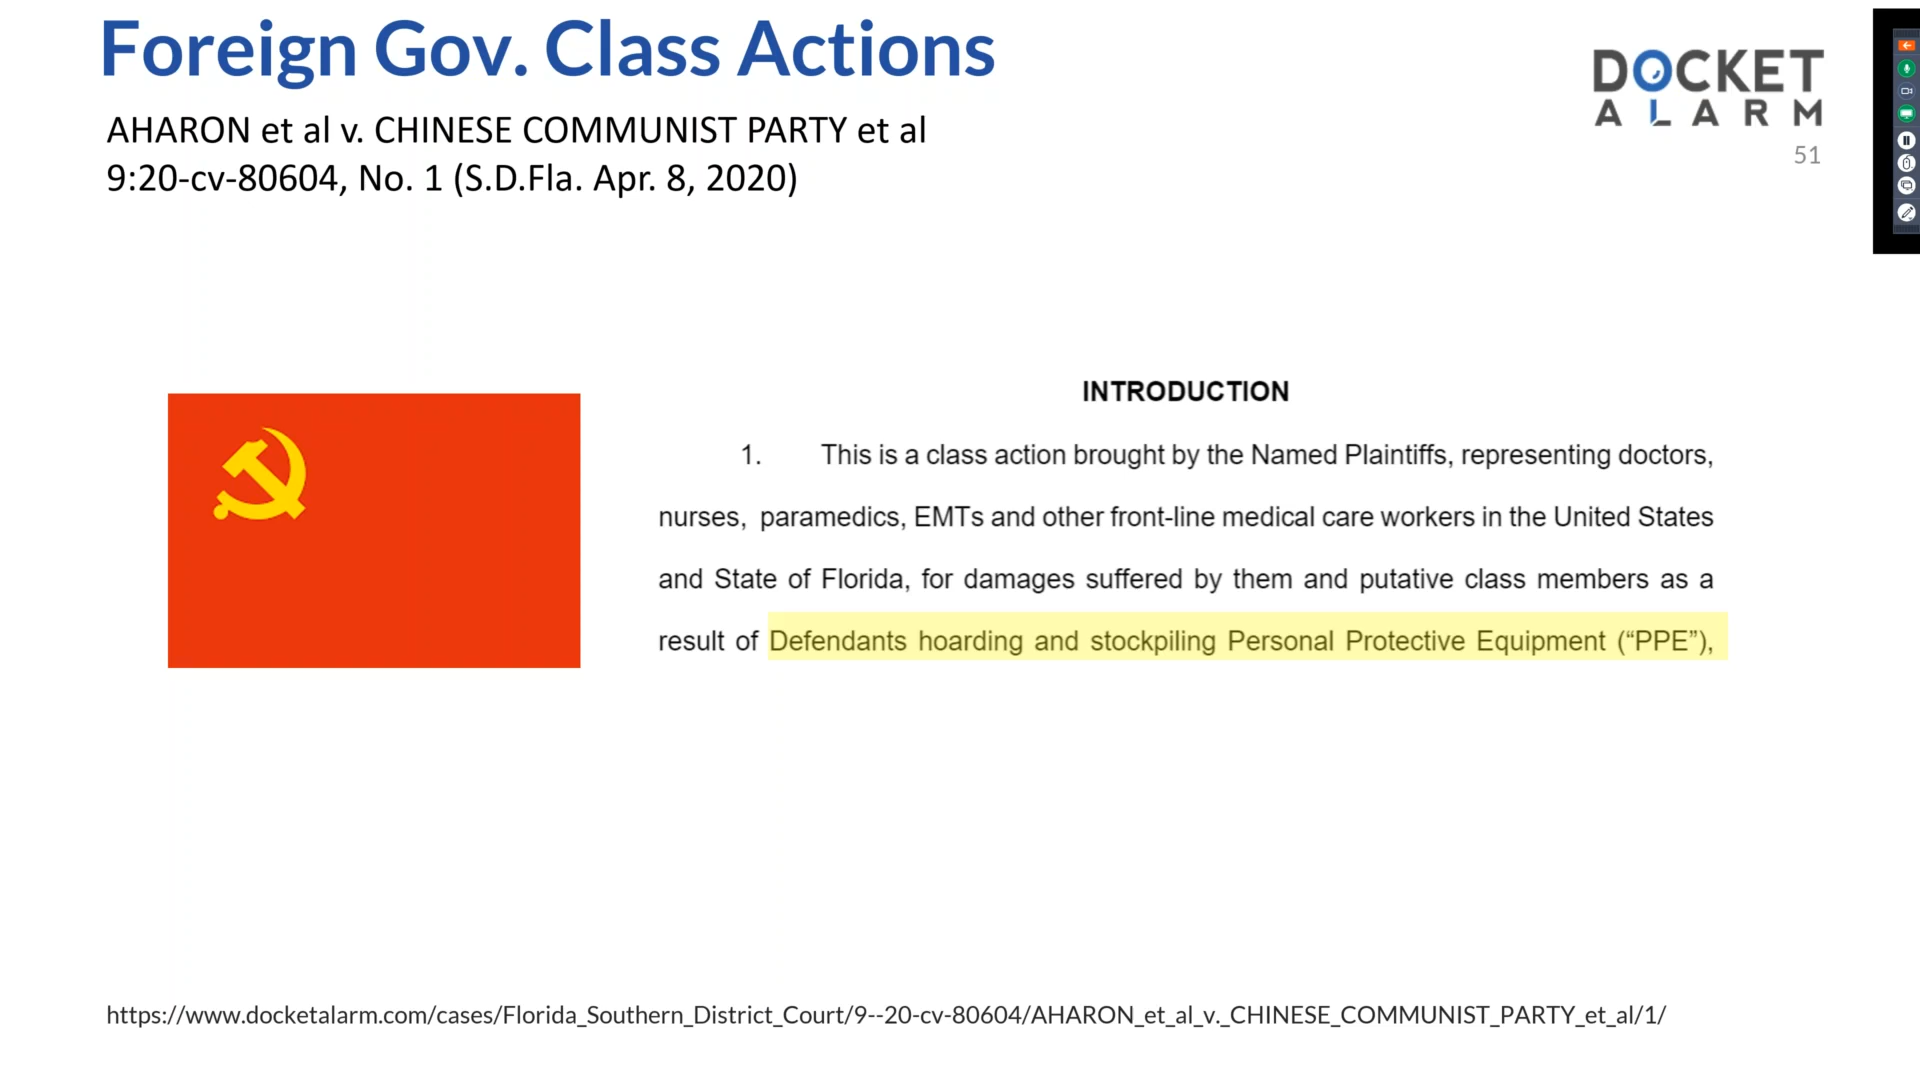 Foreign Gov. Class Actions
DOCKET
ALARM
51
AHARON et al v. CHINESE COMMUNIST PARTY et al
9:20-cv-80604, No. 1 (S.D.Fla. Apr. 8, 2020)
INTRODUCTION
1. This is a class action brought by the Named Plaintiffs, representing doctors,
nurses, paramedics, EMTs and other front-line medical care workers in the United States
and State of Florida, for damages suffered by them and putative class members as a
result of Defendants hoarding and stockpiling Personal Protective Equipment (“PPE”),
https://www.docketalarm.com/cases/Florida_Southern_District_Court/9--20-cv-80604/AHARON_et_al_v._CHINESE_COMMUNIST_PARTY_et_al/1/